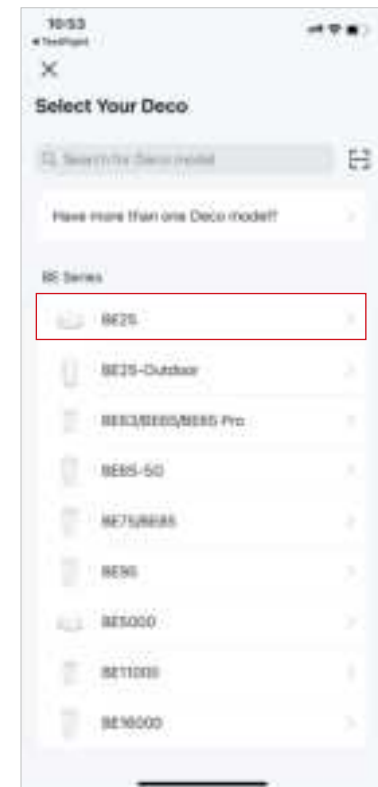 10:53
◀ TestFlight
Select Your Deco
Search for Deco model
Have more than one Deco model?
BE Series
BE25
BE25-Outdoor
BE63/BE65/BE65 Pro
BE65-5G
BE75/BE85
BE95
BE5000
BE11000
BE16000